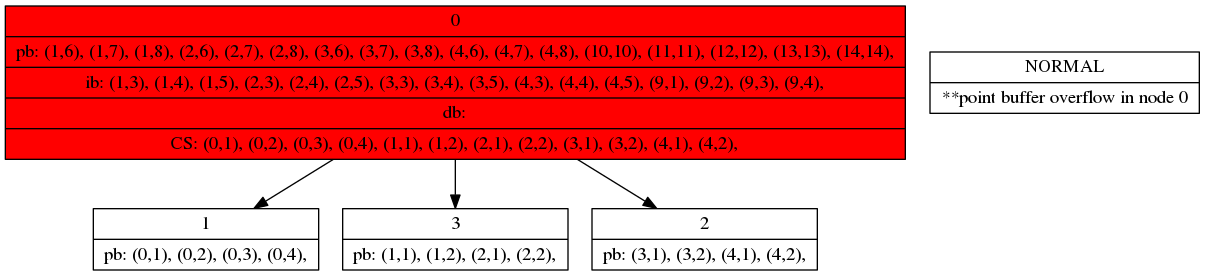 0
pb: (1,6), (1,7), (1,8), (2,6), (2,7), (2,8), (3,6), (3,7), (3,8), (4,6), (4,7), (4,8), (10,10), (11,11), (12,12), (13,13), (14,14),
ib: (1,3), (1,4), (1,5), (2,3), (2,4), (2,5), (3,3), (3,4), (3,5), (4,3), (4,4), (4,5), (9,1), (9,2), (9,3), (9,4),
db:
CS: (0,1), (0,2), (0,3), (0,4), (1,1), (1,2), (2,1), (2,2), (3,1), (3,2), (4,1), (4,2),
NORMAL
**point buffer overflow in node 0
1
pb: (0,1), (0,2), (0,3), (0,4),
3
pb: (1,1), (1,2), (2,1), (2,2),
2
pb: (3,1), (3,2), (4,1), (4,2),